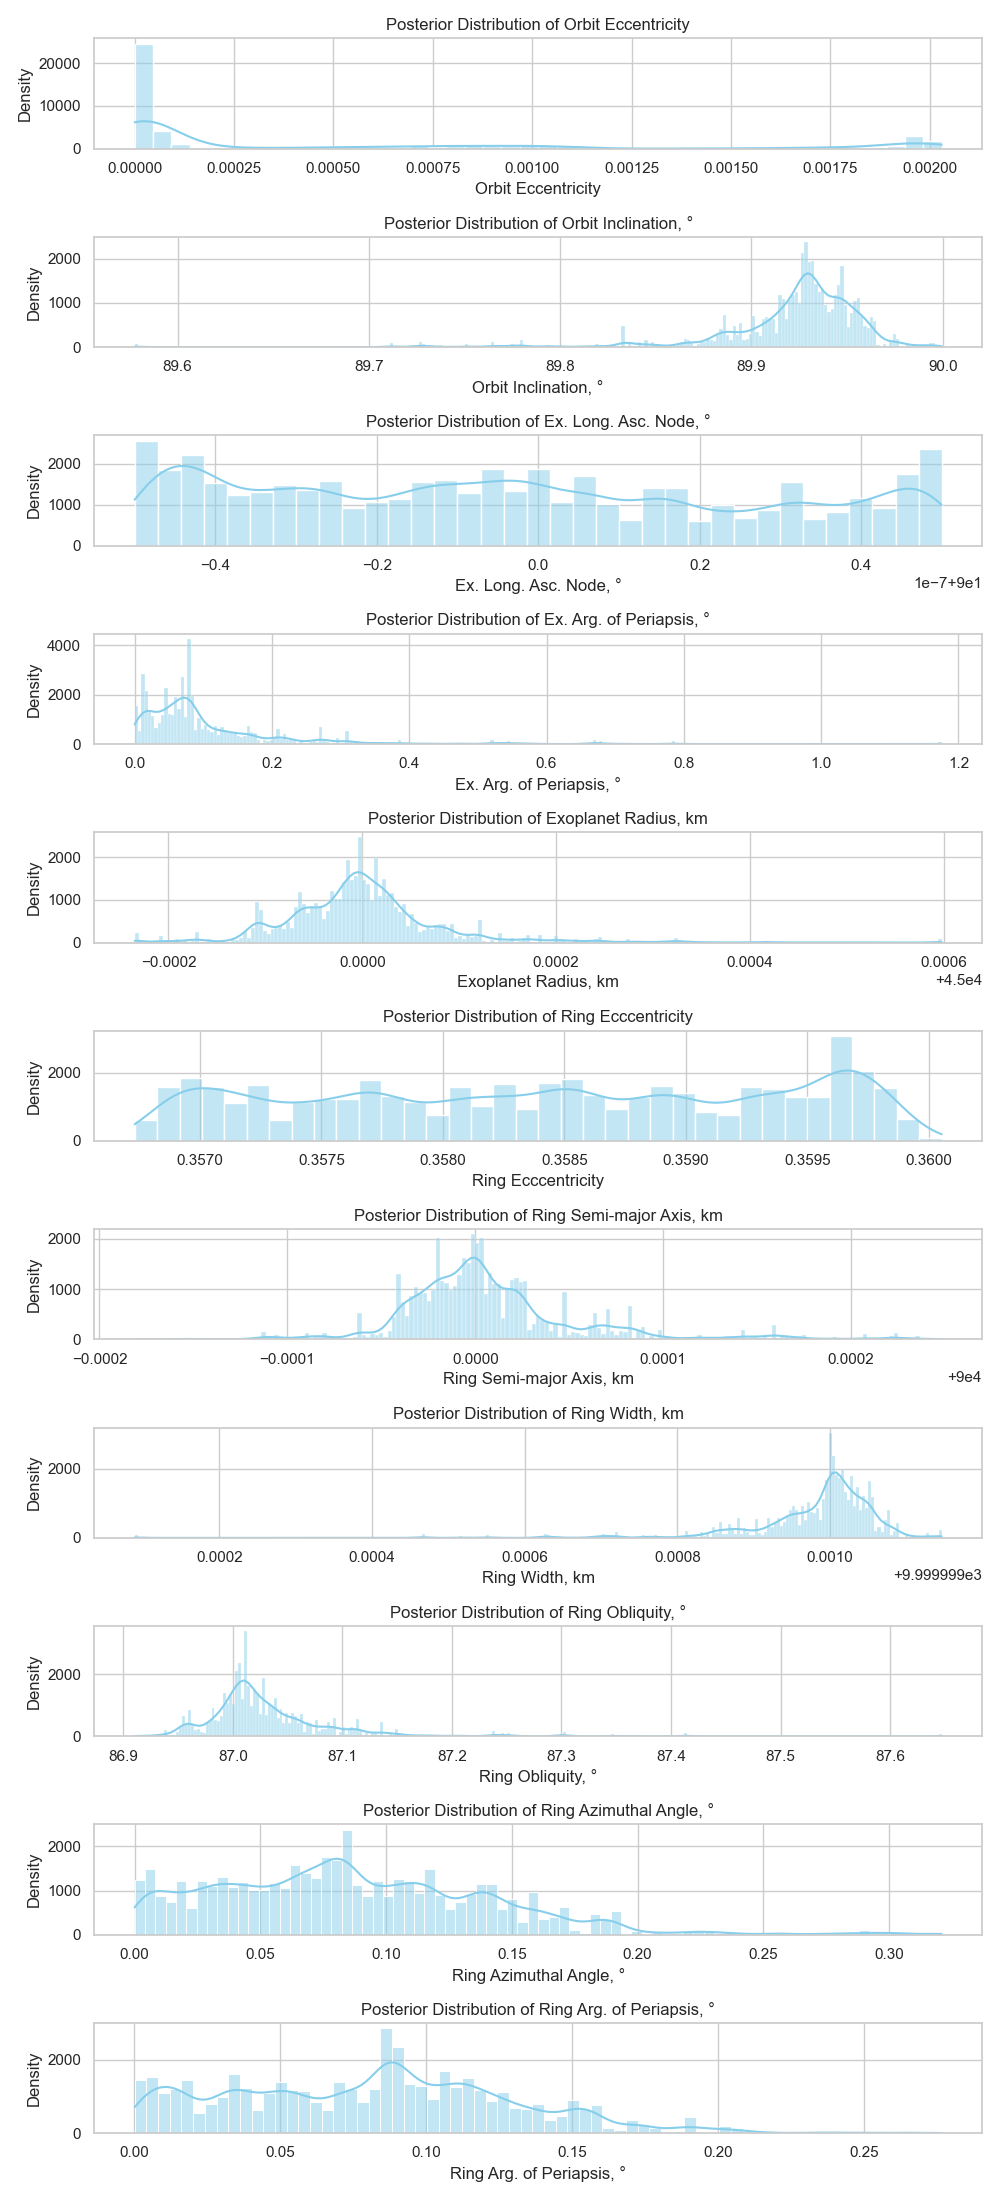 Posterior Distribution of Orbit Eccentricity
Density
20000
10000
0
0.00000 0.00025 0.00050 0.00075 0.00100 0.00125 0.00150 0.00175 0.00200
Orbit Eccentricity
Posterior Distribution of Orbit Inclination, °
Density
2000
1000
0
89.6 89.7 89.8 89.9 90.0
Orbit Inclination, °
Posterior Distribution of Ex. Long. Asc. Node, °
Density
2000
1000
0
−0.4 −0.2 0.0 0.2 0.4
1e−7+9e1
Ex. Long. Asc. Node, °
Posterior Distribution of Ex. Arg. of Periapsis, °
Density
4000
2000
0
0.0 0.2 0.4 0.6 0.8 1.0 1.2
Ex. Arg. of Periapsis, °
Posterior Distribution of Exoplanet Radius, km
Density
2000
1000
0
−0.0002 0.0000 0.0002 0.0004 0.0006
+4.5e4
Exoplanet Radius, km
Posterior Distribution of Ring Ecccentricity
Density
2000
0
0.3570 0.3575 0.3580 0.3585 0.3590 0.3595 0.3600
Ring Ecccentricity
Posterior Distribution of Ring Semi-major Axis, km
Density
2000
1000
0
−0.0002 −0.0001 0.0000 0.0001 0.0002
+9e4
Ring Semi-major Axis, km
Posterior Distribution of Ring Width, km
Density
2000
0
0.0002 0.0004 0.0006 0.0008 0.0010
+9.999999e3
Ring Width, km
Posterior Distribution of Ring Obliquity, °
Density
2000
0
86.9 87.0 87.1 87.2 87.3 87.4 87.5 87.6
Ring Obliquity, °
Posterior Distribution of Ring Azimuthal Angle, °
Density
2000
1000
0
0.00 0.05 0.10 0.15 0.20 0.25 0.30
Ring Azimuthal Angle, °
Posterior Distribution of Ring Arg. of Periapsis, °
Density
2000
0
0.00 0.05 0.10 0.15 0.20 0.25
Ring Arg. of Periapsis, °